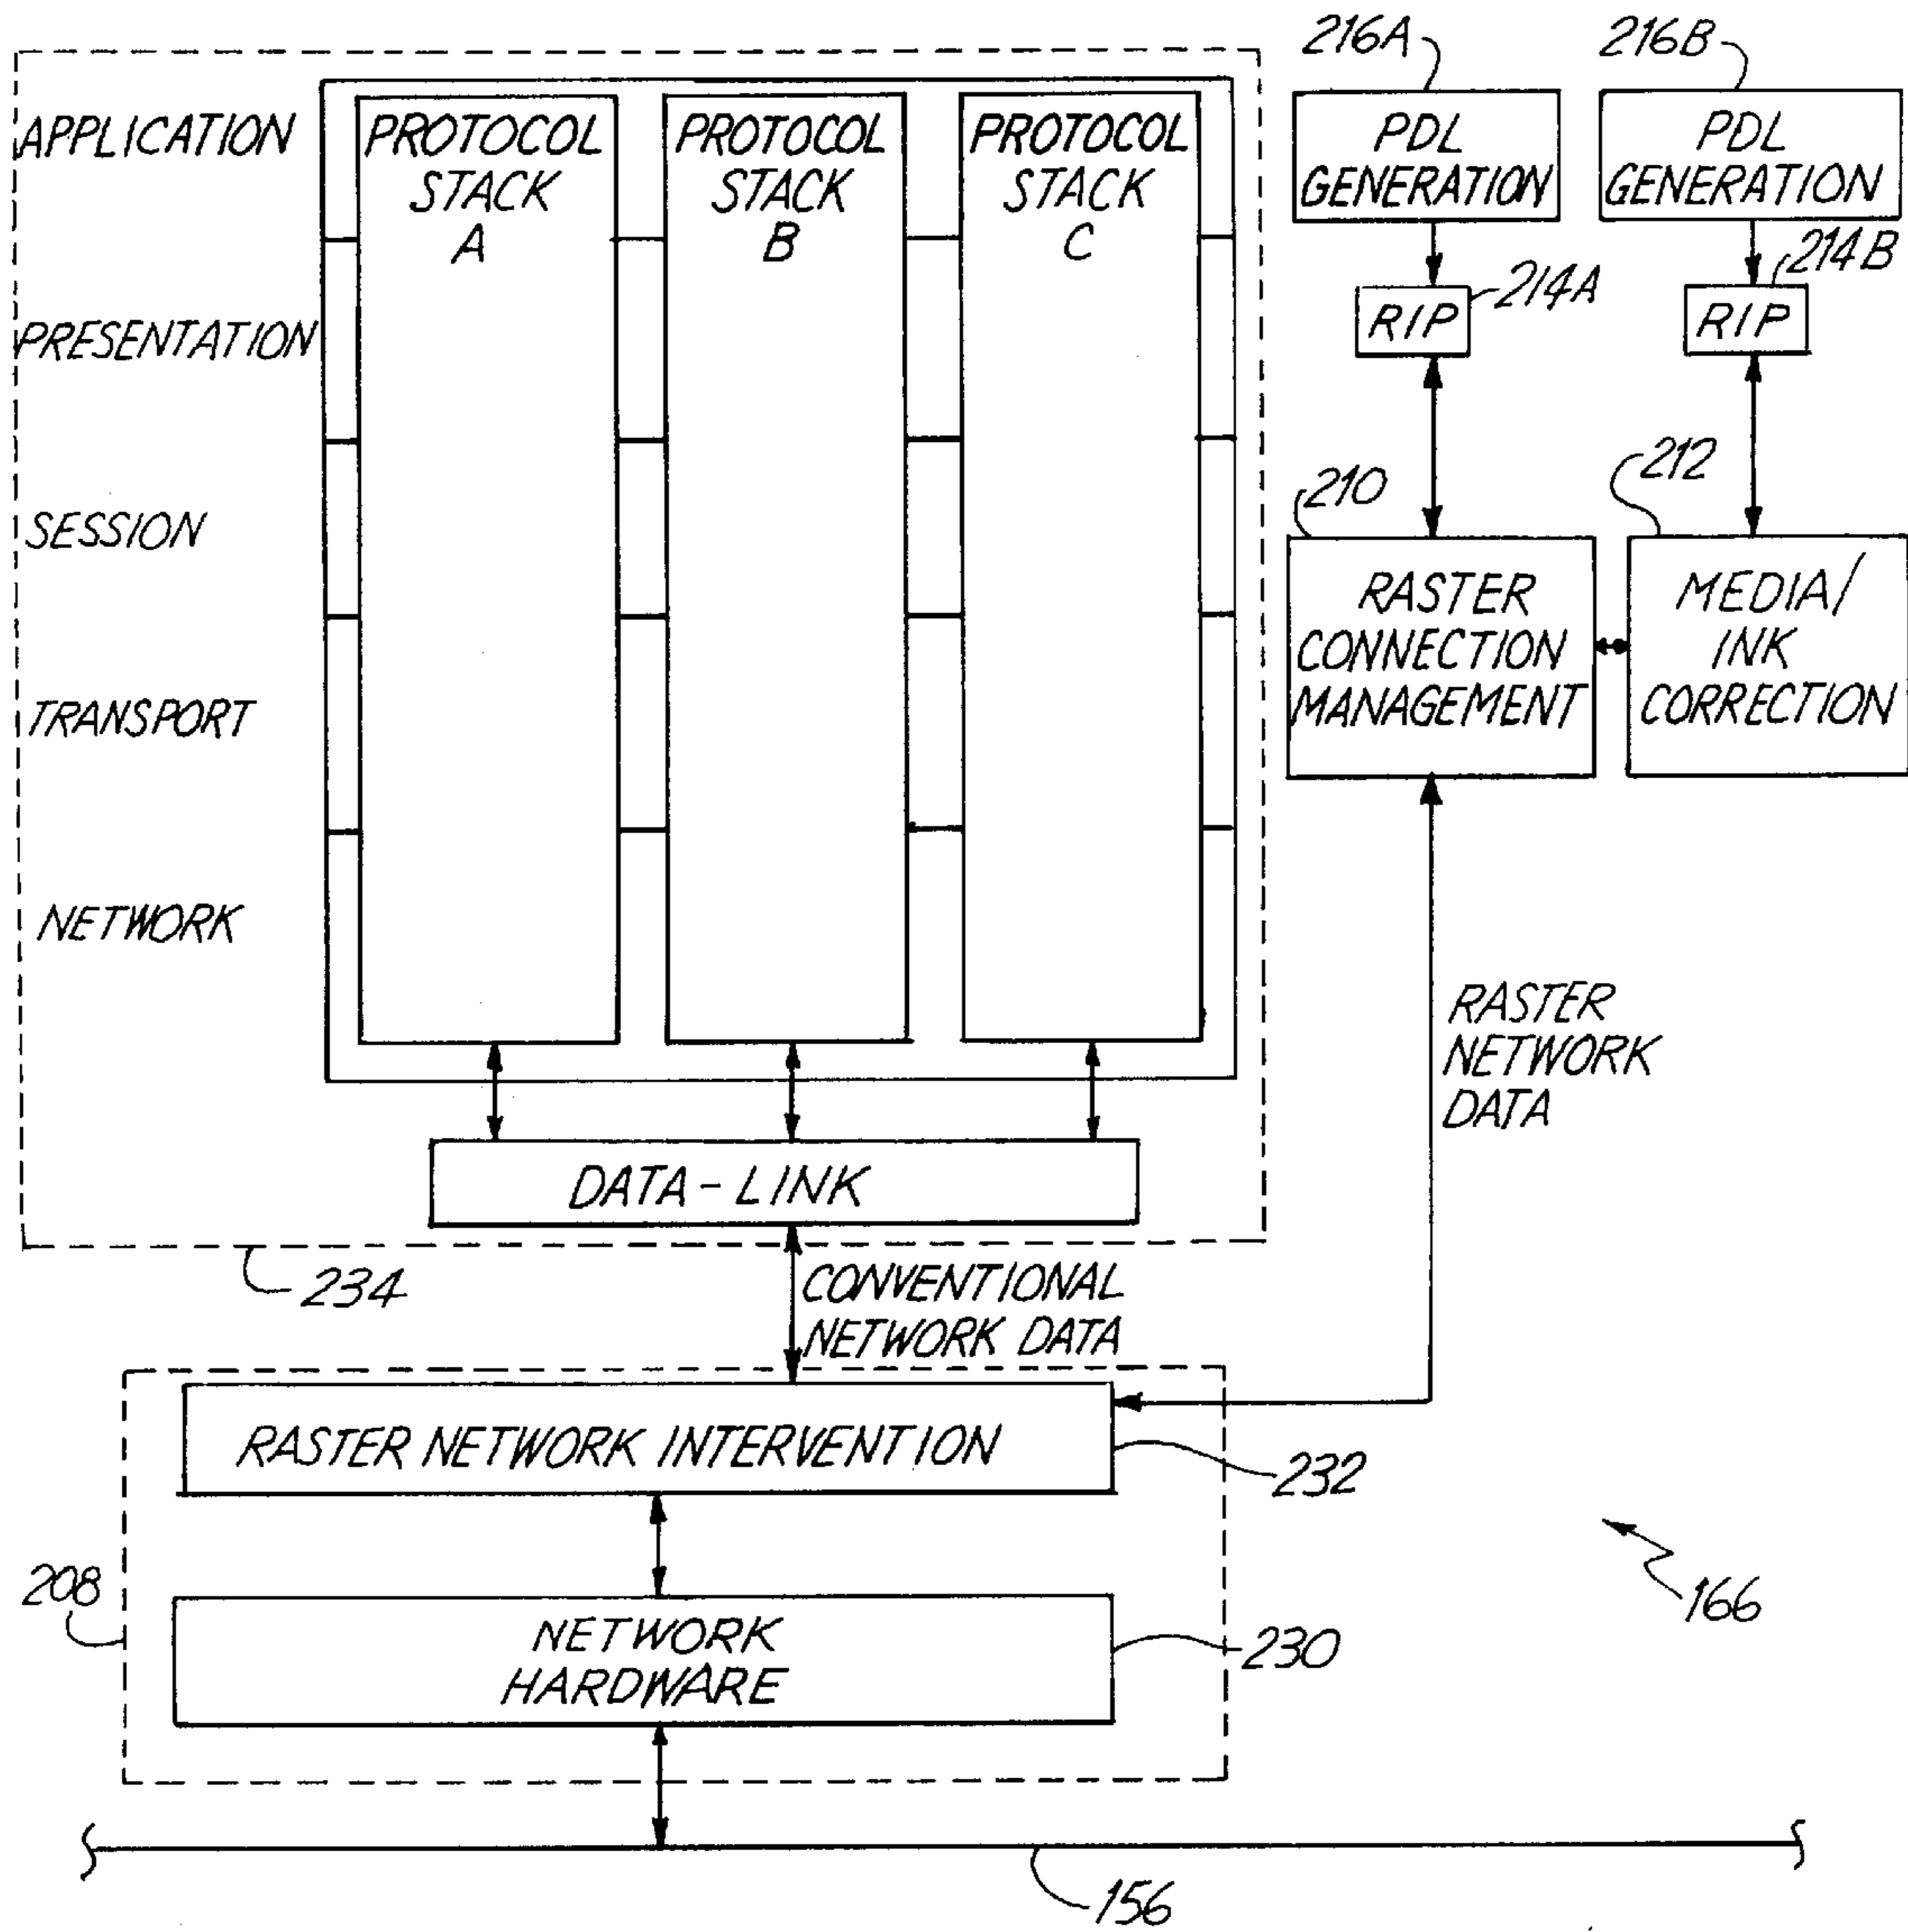 216A
216B
APPLICATION
PROTOCOL
STACK
A
PROTOCOL
STACK
B
PROTOCOL
STACK
C
PDL
GENERATION
PDL
GENERATION
PRESENTATION
RIP
214A
RIP
214B
SESSION
210
212
RASTER
CONNECTION
MANAGEMENT
MEDIA/
INK
CORRECTION
TRANSPORT
NETWORK
RASTER
NETWORK
DATA
DATA-LINK
234
CONVENTIONAL
NETWORK DATA
RASTER NETWORK INTERVENTION
232
208
NETWORK
HARDWARE
230
166
156